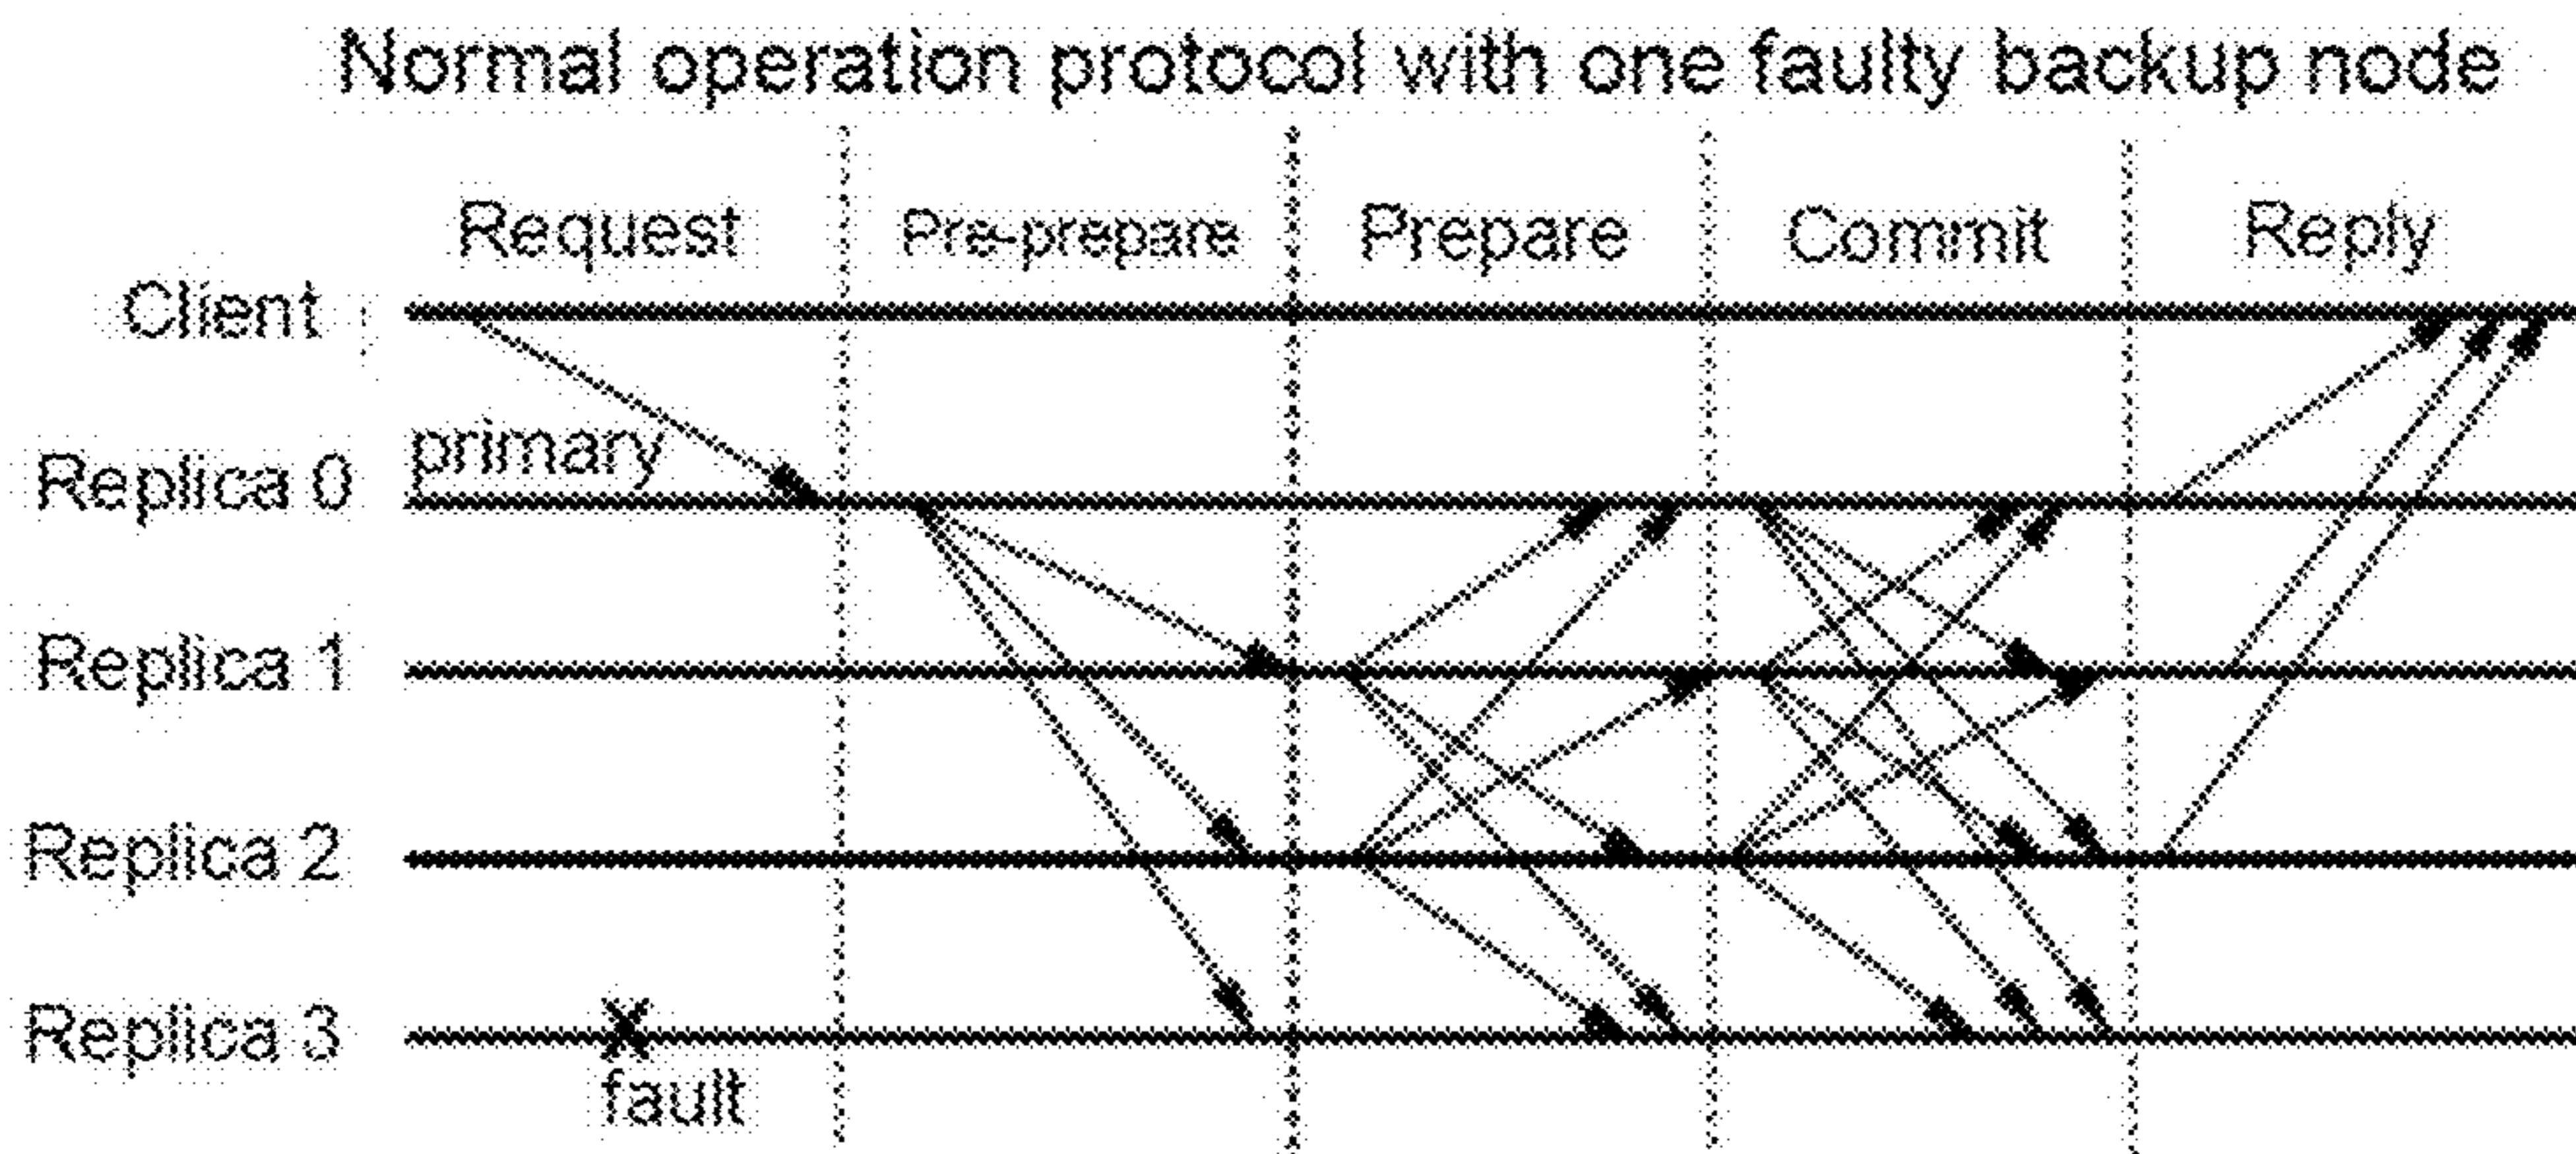 Normal operation protocol with one faulty backup node
Request Pre-prepare Prepare Commit Reply
Client
primary
Replica 0
Replica 1
Replica 2
Replica 3
fault